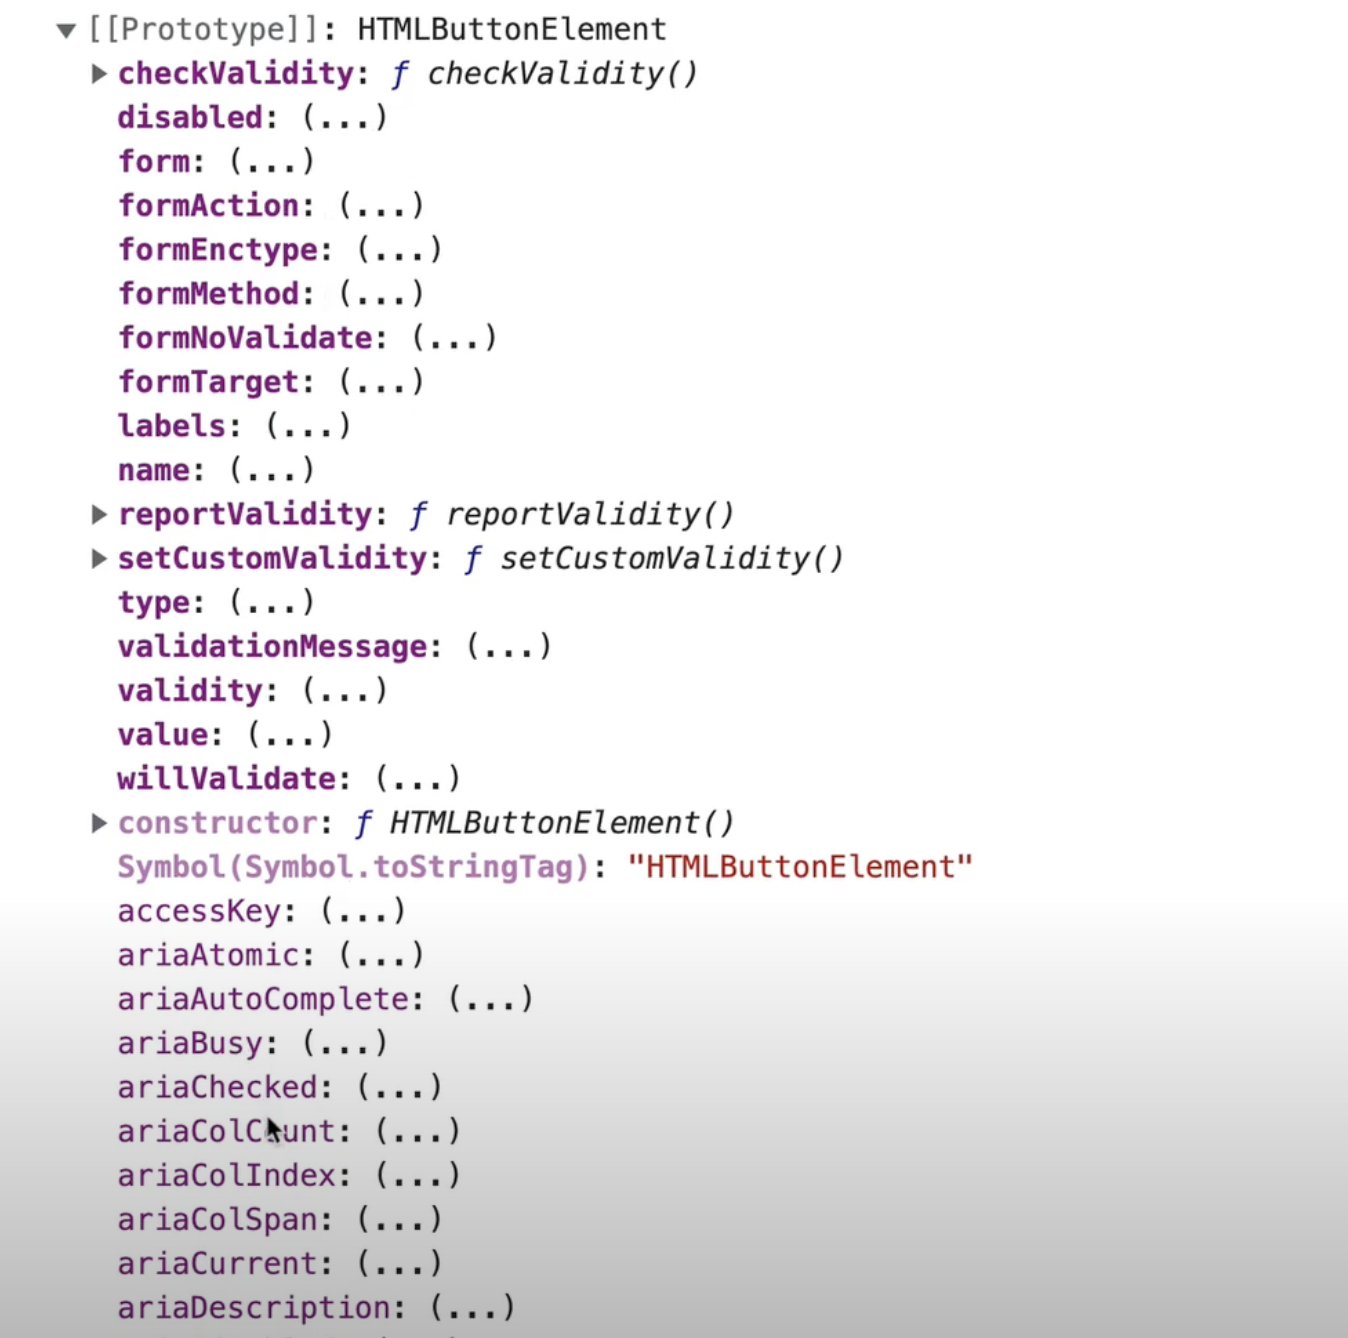 ▼ [[Prototype]]: HTMLButtonElement
▶ checkValidity: ƒ checkValidity()
disabled: (...)
form: (...)
formAction: (...)
formEnctype: (...)
formMethod: (...)
formNoValidate: (...)
formTarget: (...)
labels: (...)
name: (...)
▶ reportValidity: ƒ reportValidity()
▶ setCustomValidity: ƒ setCustomValidity()
type: (...)
validationMessage: (...)
validity: (...)
value: (...)
willValidate: (...)
▶ constructor: ƒ HTMLButtonElement()
Symbol(Symbol.toStringTag): "HTMLButtonElement"
accessKey: (...)
ariaAtomic: (...)
ariaAutoComplete: (...)
ariaBusy: (...)
ariaChecked: (...)
ariaColCount: (...)
ariaColIndex: (...)
ariaColSpan: (...)
ariaCurrent: (...)
ariaDescription: (...)